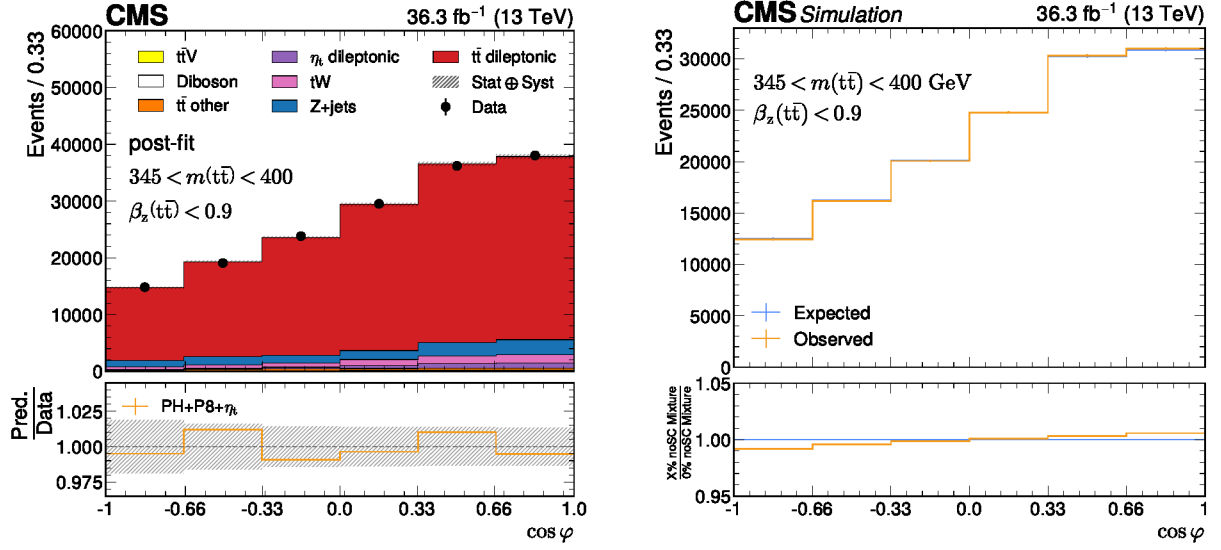 CMS 36.3 fb⁻¹ (13 TeV)
Events / 0.33
60000
50000
40000
30000
20000
10000
0
tt̄V
Diboson
tt̄ other
ηₜ dileptonic
tW
Z+jets
tt̄ dileptonic
Stat ⊕ Syst
Data
post-fit
345 < m(tt̄) < 400
β_z(tt̄) < 0.9
Pred.
Data
1.025
1.000
0.975
PH+P8+ηₜ
-1 -0.66 -0.33 0.0 0.33 0.66 1.0
cos φ
CMS Simulation 36.3 fb⁻¹ (13 TeV)
Events / 0.33
30000
25000
20000
15000
10000
5000
0
345 < m(tt̄) < 400 GeV
β_z(tt̄) < 0.9
Expected
Observed
X% noSC Mixture
0% noSC Mixture
1.05
1.00
0.95
-1 -0.66 -0.33 0.0 0.33 0.66 1.0
cos φ